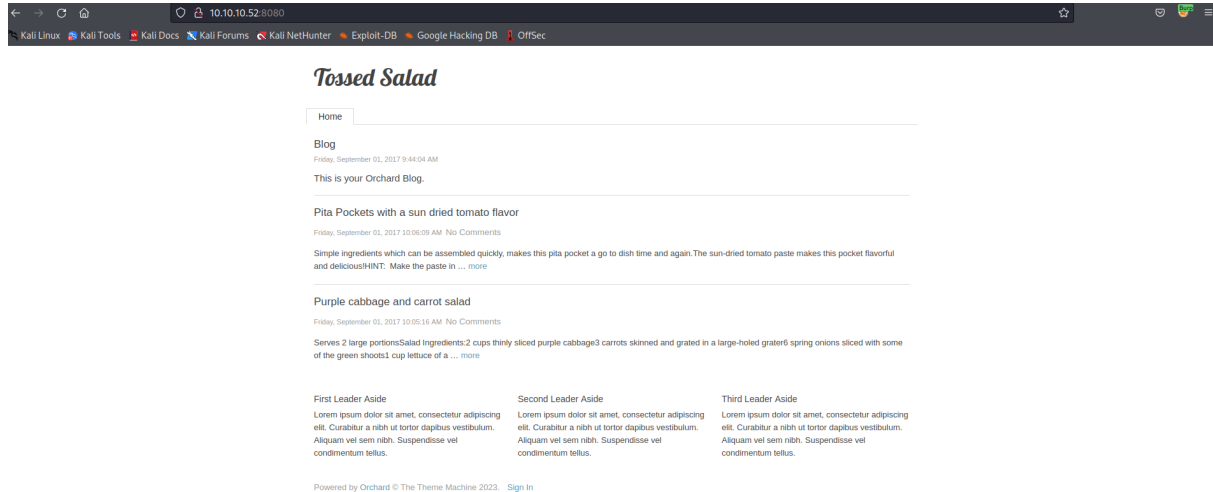 10.10.10.52:8080
Burp
Kali Linux Kali Tools Kali Docs Kali Forums Kali NetHunter Exploit-DB Google Hacking DB OffSec
Tossed Salad
Home
Blog
Friday, September 01, 2017 9:44:04 AM
This is your Orchard Blog.
Pita Pockets with a sun dried tomato flavor
Friday, September 01, 2017 10:06:09 AM No Comments
Simple ingredients which can be assembled quickly, makes this pita pocket a go to dish time and again.The sun-dried tomato paste makes this pocket flavorful
and delicious!HINT: Make the paste in … more
Purple cabbage and carrot salad
Friday, September 01, 2017 10:05:16 AM No Comments
Serves 2 large portionsSalad Ingredients:2 cups thinly sliced purple cabbage3 carrots skinned and grated in a large-holed grater6 spring onions sliced with some
of the green shoots1 cup lettuce of a … more
First Leader Aside
Lorem ipsum dolor sit amet, consectetur adipiscing
elit. Curabitur a nibh ut tortor dapibus vestibulum.
Aliquam vel sem nibh. Suspendisse vel
condimentum tellus.
Second Leader Aside
Lorem ipsum dolor sit amet, consectetur adipiscing
elit. Curabitur a nibh ut tortor dapibus vestibulum.
Aliquam vel sem nibh. Suspendisse vel
condimentum tellus.
Third Leader Aside
Lorem ipsum dolor sit amet, consectetur adipiscing
elit. Curabitur a nibh ut tortor dapibus vestibulum.
Aliquam vel sem nibh. Suspendisse vel
condimentum tellus.
Powered by Orchard © The Theme Machine 2023. Sign In